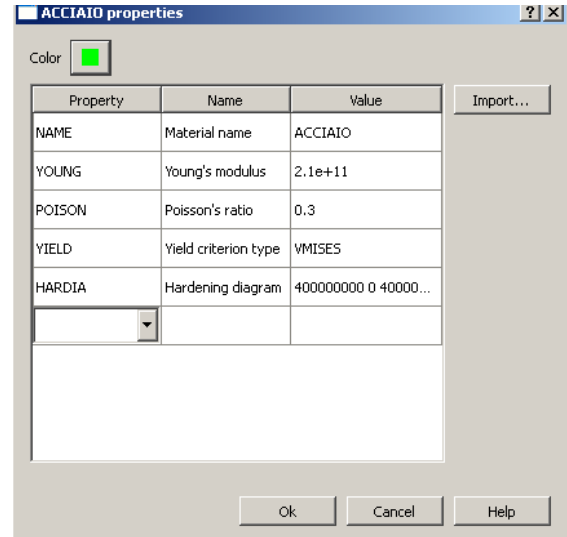 ACCIAIO properties
Color
Property Name Value Import...
NAME Material name ACCIAIO
YOUNG Young's modulus 2.1e+11
POISON Poisson's ratio 0.3
YIELD Yield criterion type VMISES
HARDIA Hardening diagram 400000000 0 40000...
Ok Cancel Help